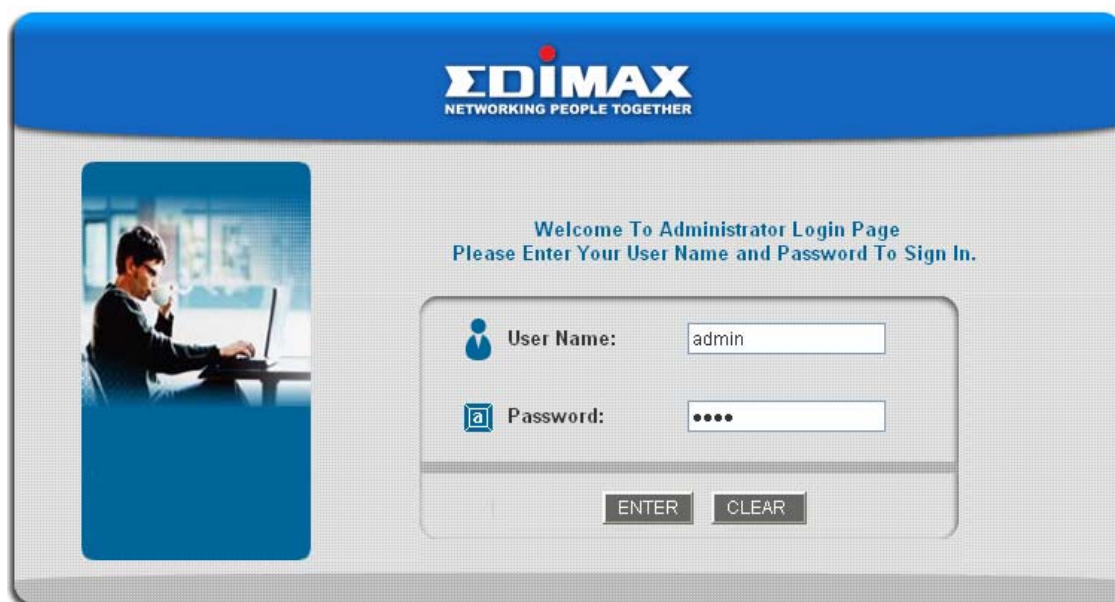 EDIMAX
NETWORKING PEOPLE TOGETHER
Welcome To Administrator Login Page
Please Enter Your User Name and Password To Sign In.
User Name: admin
a Password: ••••
ENTER CLEAR